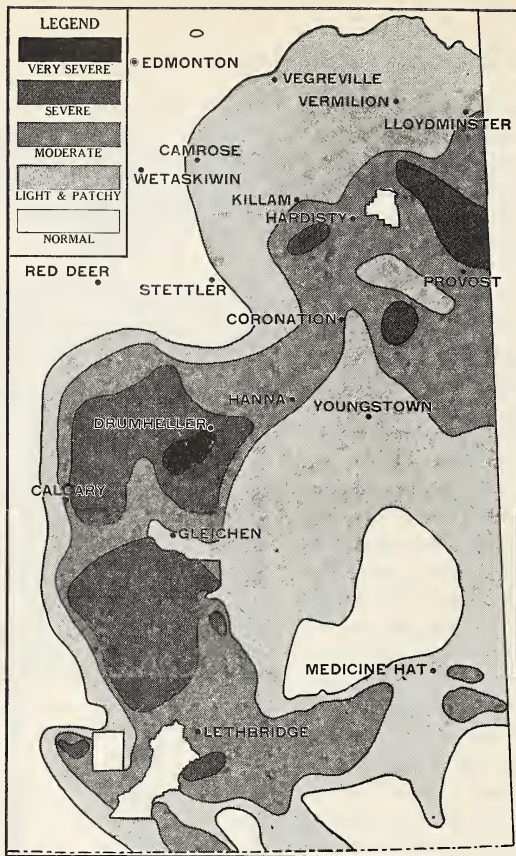 LEGEND
VERY SEVERE
SEVERE
MODERATE
LIGHT & PATCHY
NORMAL
EDMONTON
VEGREVILLE
VERMILION
LLOYDMINSTER
CAMROSE
WETASKIWIN
KILLAM
HARDISTY
RED DEER
STETTLER
PROVOST
CORONATION
HANNA
YOUNGSTOWN
DRUMHELLER
CALGARY
GLEICHEN
MEDICINE HAT
LETHBRIDGE